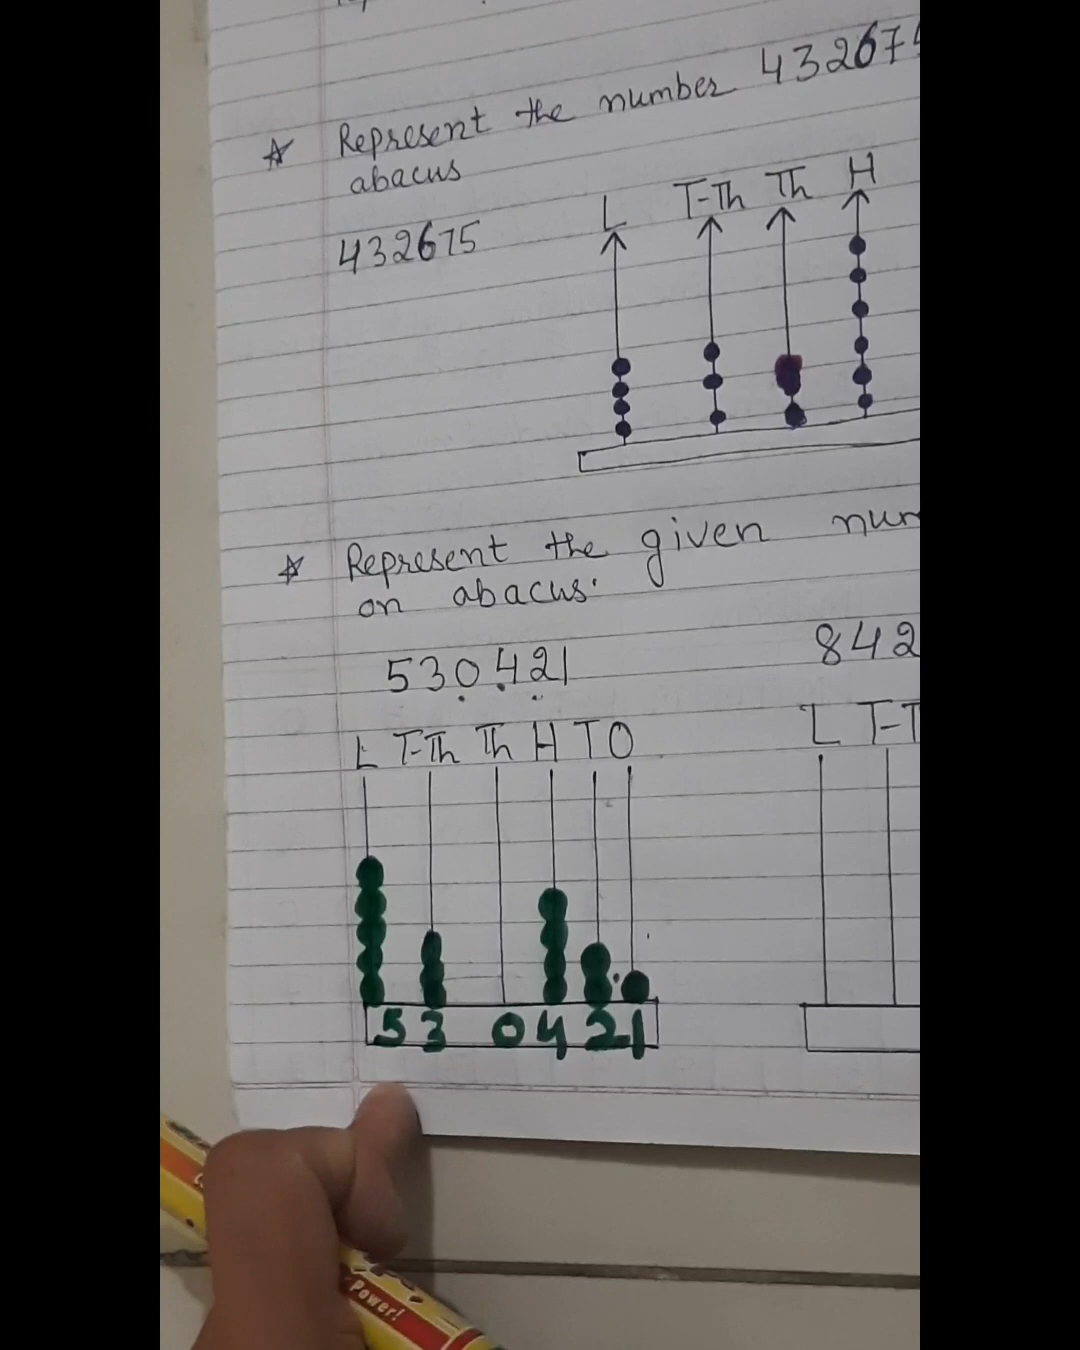 * Represent the number 43267
abacus
432675
L T-Th Th H
* Represent the given num
on abacus.
530421
842
L T-Th Th H T O
L T-T
5 3 0 4 2 1
Power!